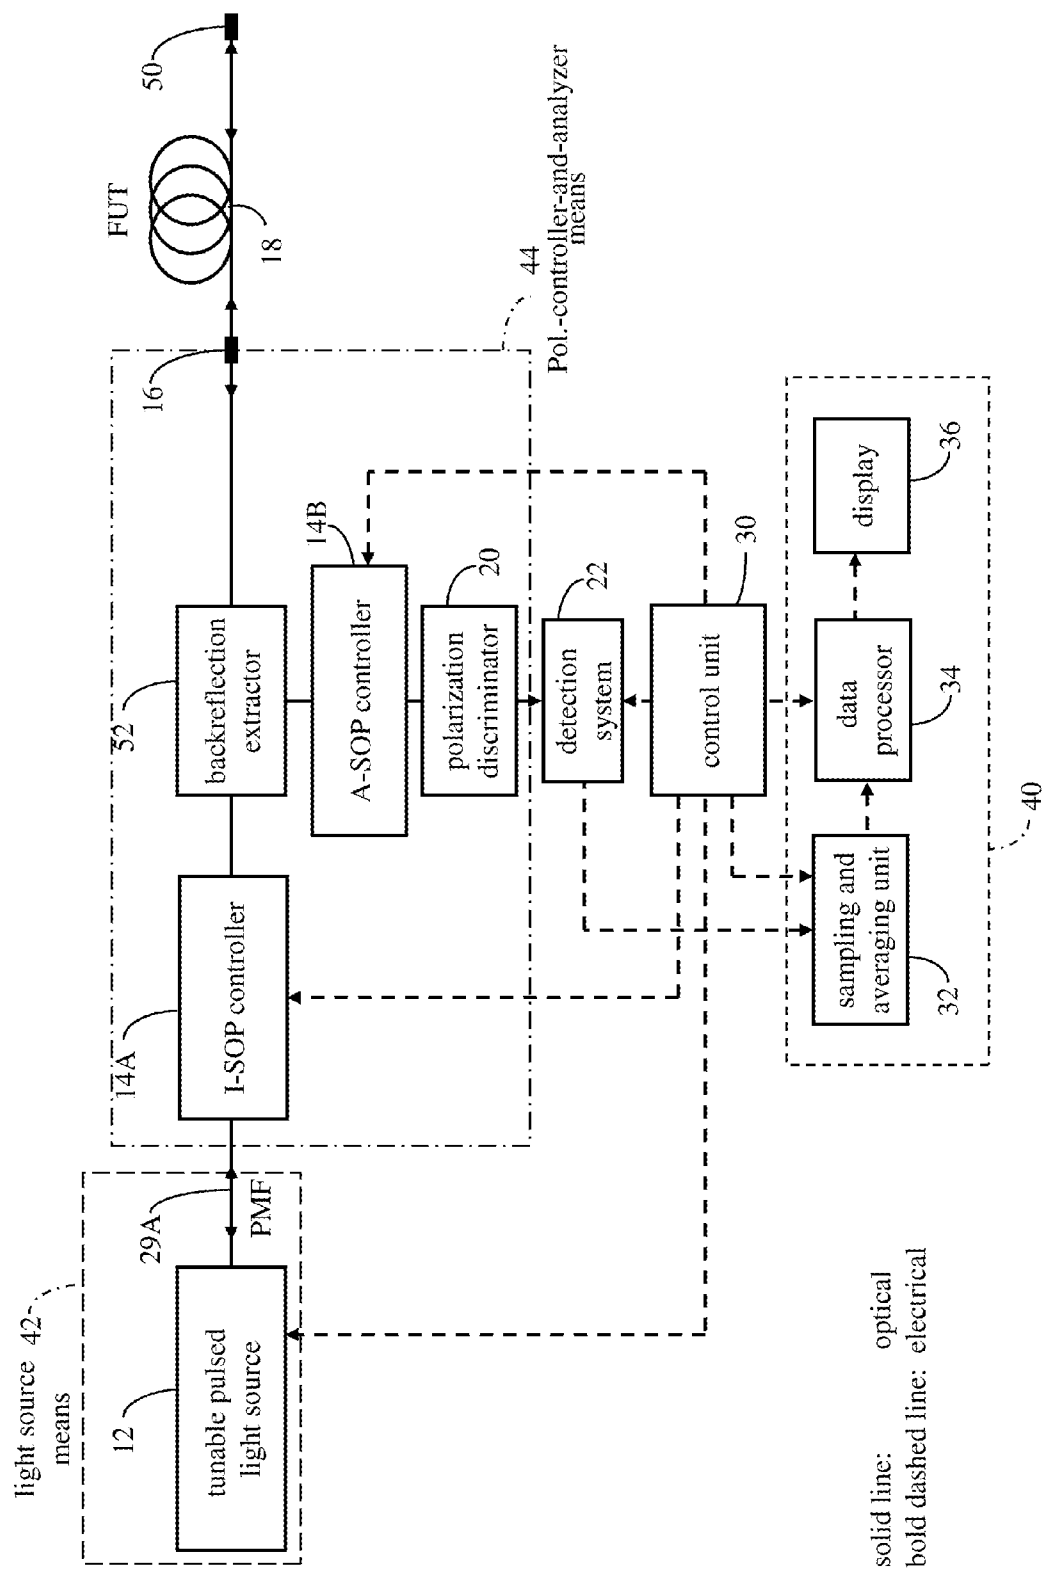 light source 42
means
12
tunable pulsed
light source
29A
PMF
14A
I-SOP controller
52
backreflection
extractor
14B
A-SOP controller
20
polarization
discriminator
16
FUT
18
50
44
Pol.-controller-and-analyzer
means
22
detection
system
30
control unit
32
sampling and
averaging unit
34
data
processor
36
display
40
solid line: optical
bold dashed line: electrical